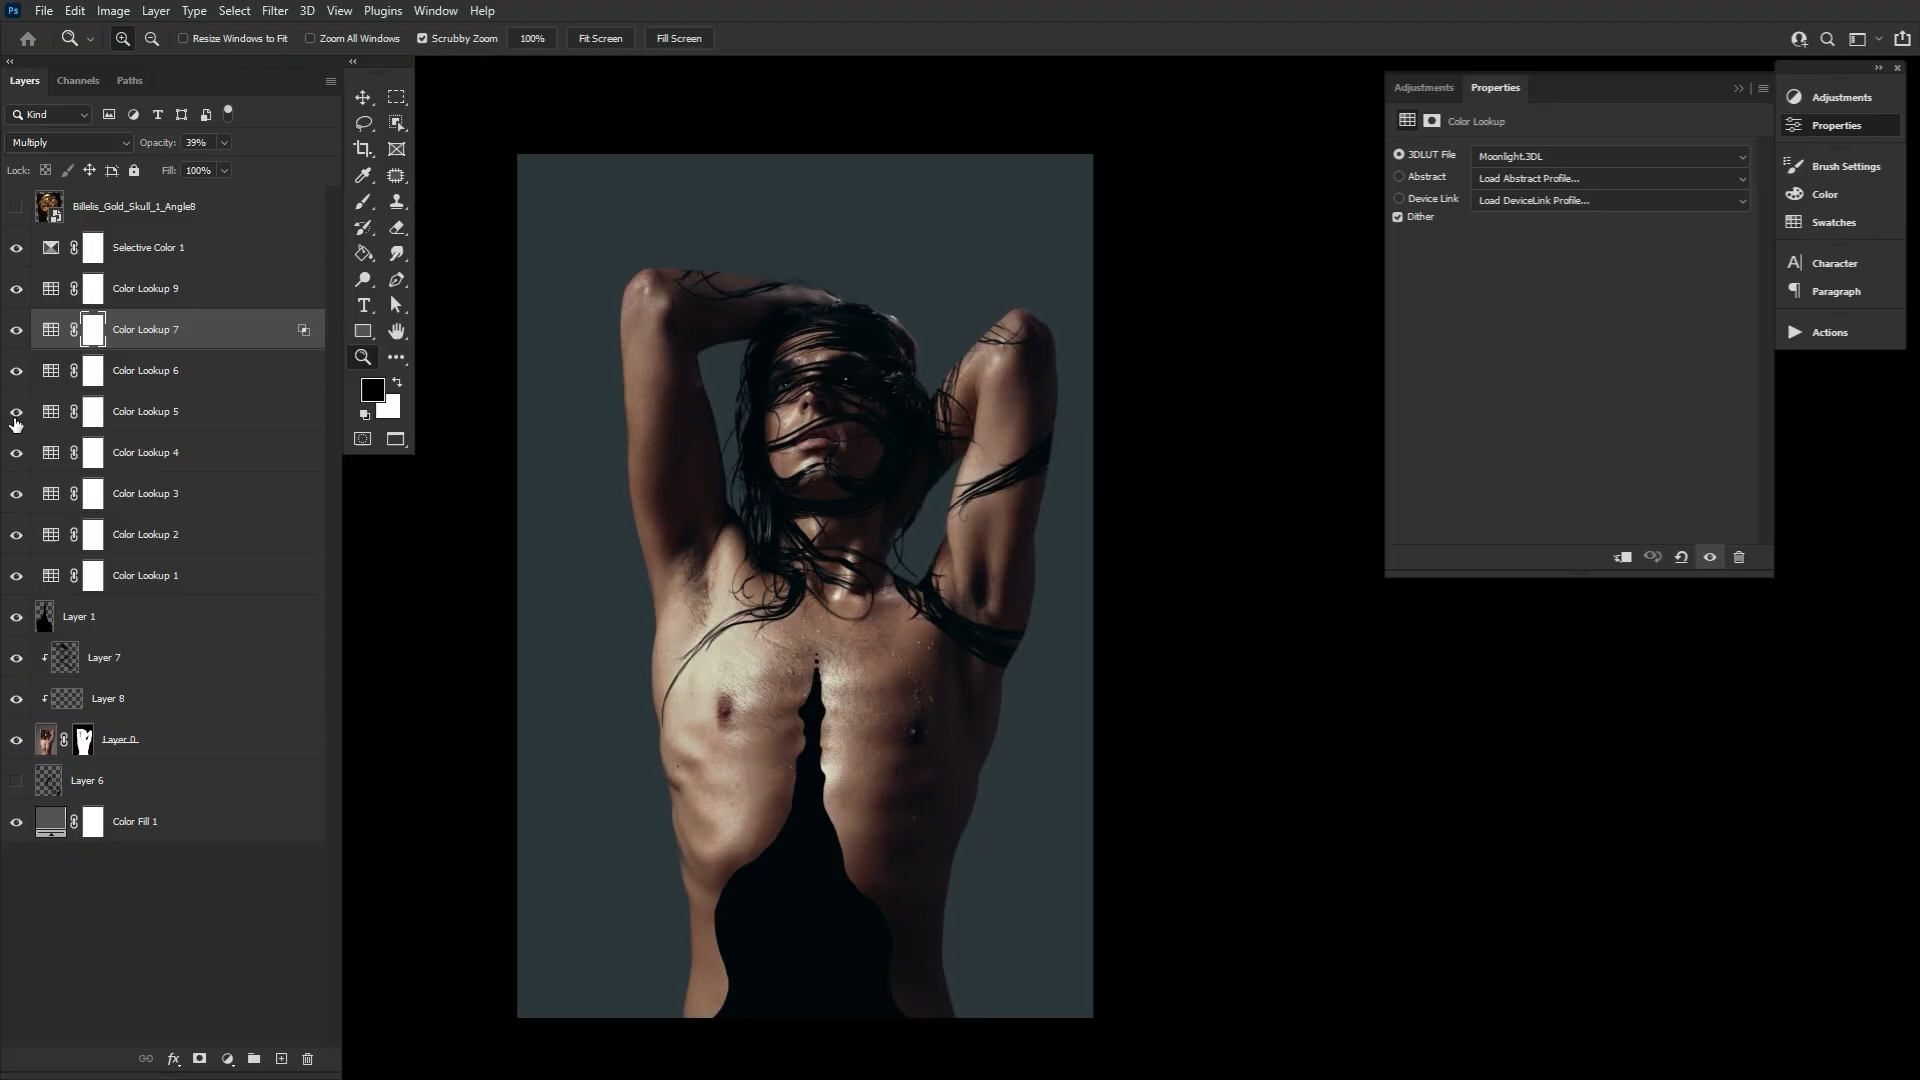 Ps File Edit Image Layer Type Select Filter 3D View Plugins Window Help
Resize Windows to Fit Zoom All Windows Scrubby Zoom 100% Fit Screen Fill Screen
Layers Channels Paths
Kind
Multiply Opacity: 39%
Lock: Fill: 100%
Billelis_Gold_Skull_1_Angle8
Selective Color 1
Color Lookup 9
Color Lookup 7
Color Lookup 6
Color Lookup 5
Color Lookup 4
Color Lookup 3
Color Lookup 2
Color Lookup 1
Layer 1
Layer 7
Layer 8
Layer 0
Layer 6
Color Fill 1
fx
Adjustments Properties
Color Lookup
3DLUT File Moonlight.3DL
Abstract Load Abstract Profile...
Device Link Load DeviceLink Profile...
Dither
Adjustments
Properties
Brush Settings
Color
Swatches
Character
Paragraph
Actions